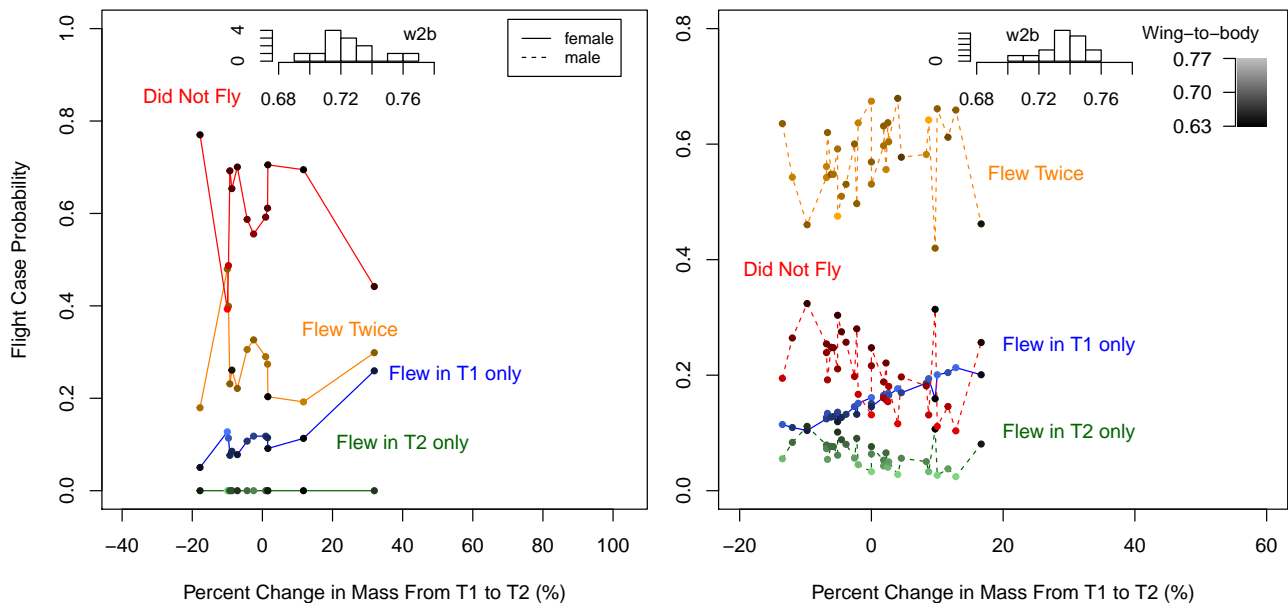 w2b
0
4
0.68 0.72 0.76
female
male
Did Not Fly
Flew Twice
Flew in T1 only
Flew in T2 only
0.0 0.2 0.4 0.6 0.8 1.0
Flight Case Probability
−40 −20 0 20 40 60 80 100
Percent Change in Mass From T1 to T2 (%)
w2b
0
0.68 0.72 0.76
Wing−to−body
0.77
0.70
0.63
Flew Twice
Did Not Fly
Flew in T1 only
Flew in T2 only
0.0 0.2 0.4 0.6 0.8
−20 0 20 40 60
Percent Change in Mass From T1 to T2 (%)